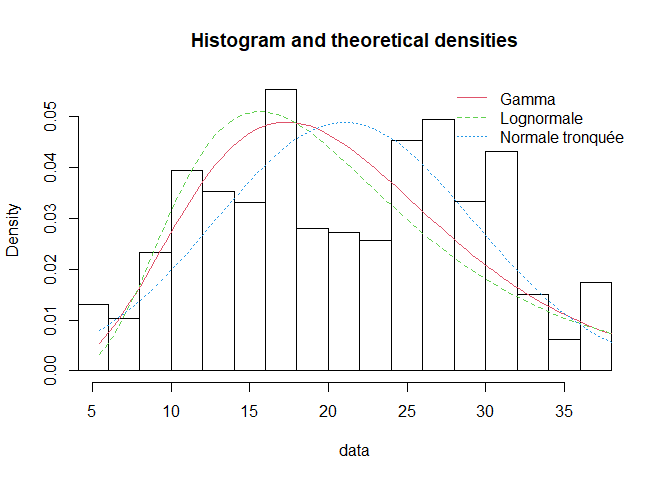 Histogram and theoretical densities
Gamma
Lognormale
Normale tronquée
Density
0.00
0.01
0.02
0.03
0.04
0.05
5
10
15
20
25
30
35
data